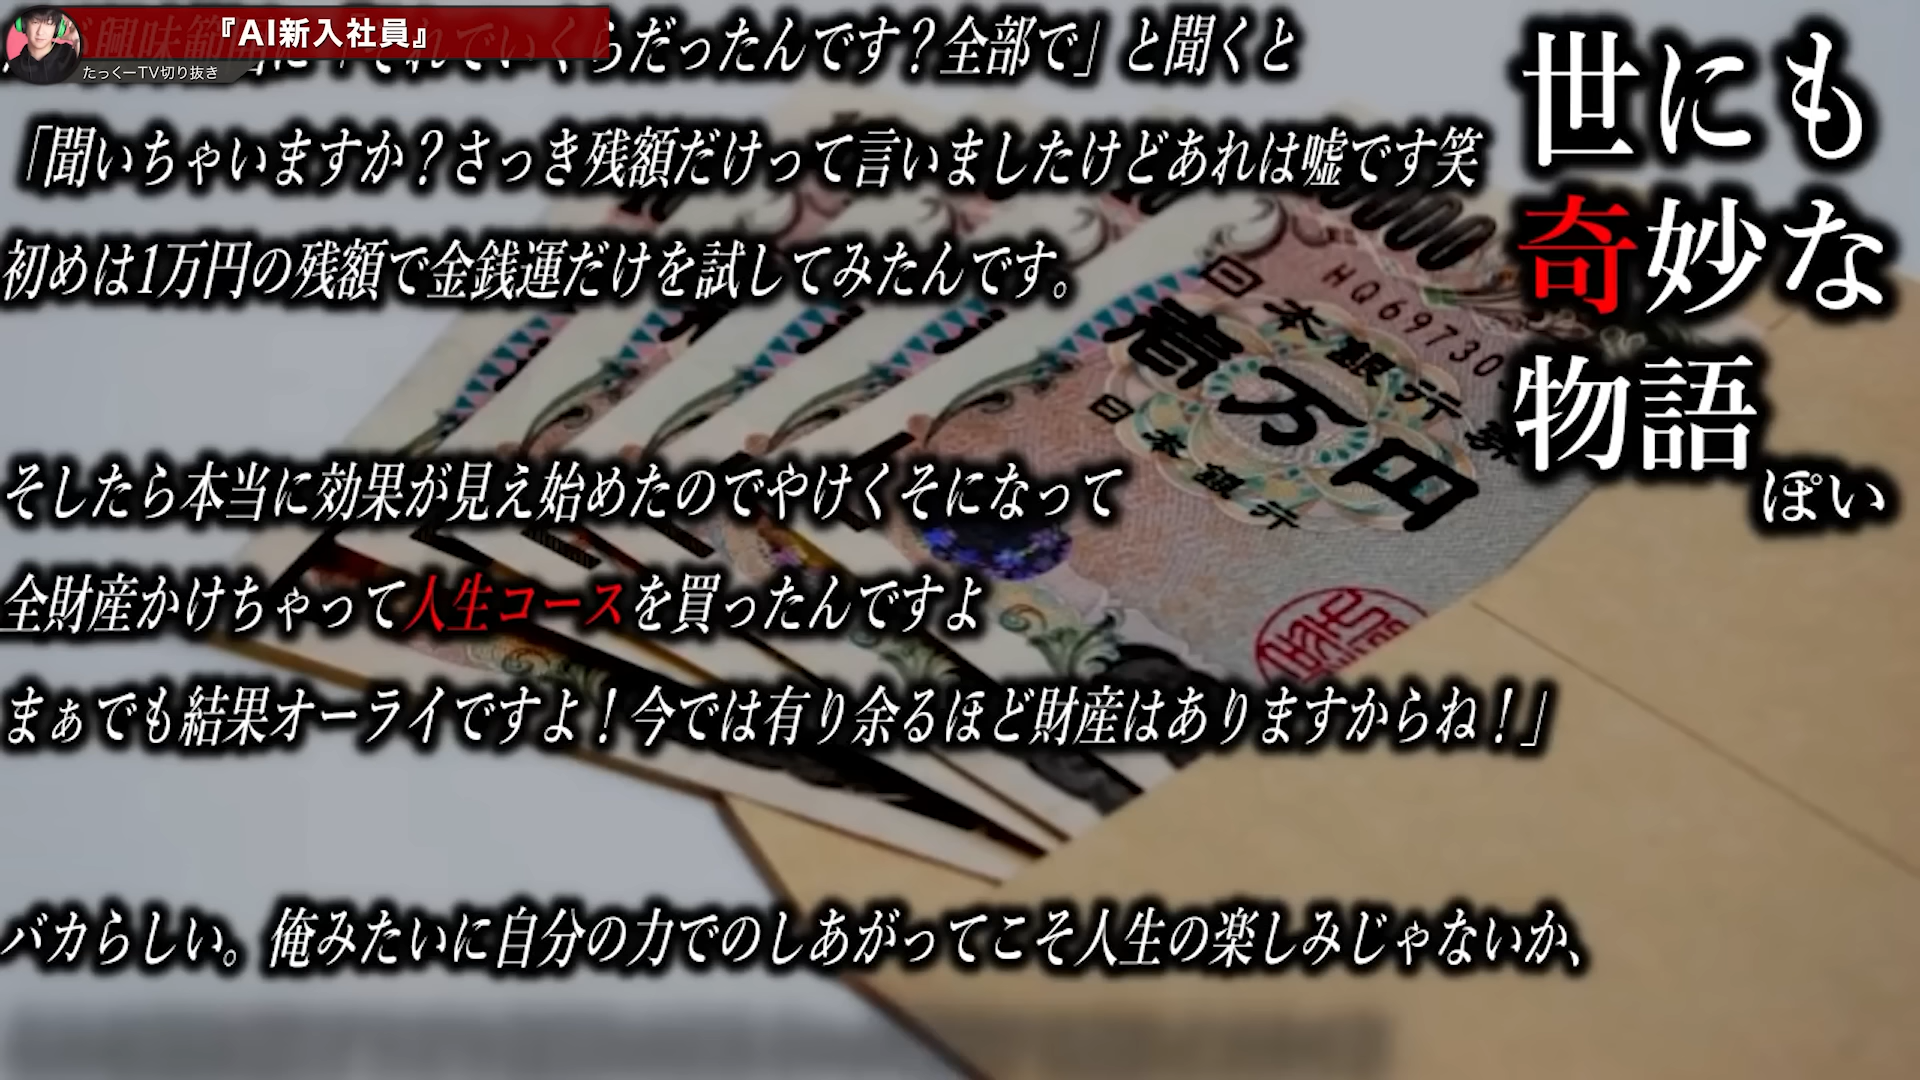 『AI新入社員』
たっくーTV切り抜き
らだったんです？全部で」と聞くと
「聞いちゃいますか？さっき残額だけって言いましたけどあれは嘘です笑
初めは1万円の残額で金銭運だけを試してみたんです。
そしたら本当に効果が見え始めたのでやけくそになって
全財産かけちゃって人生コースを買ったんですよ
まぁでも結果オーライですよ！今では有り余るほど財産はありますからね！」
バカらしい。俺みたいに自分の力でのしあがってこそ人生の楽しみじゃないか、
世にも
奇妙な
物語
ぽい
日本銀行券
壱万円
日本銀行